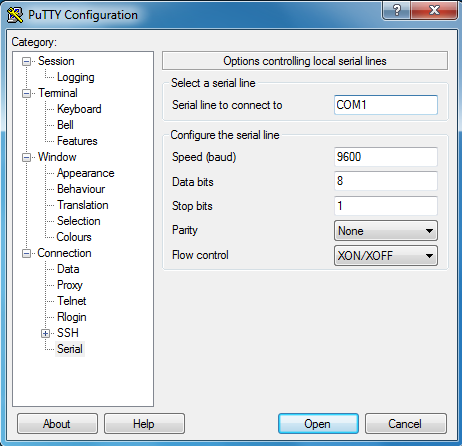 PuTTY Configuration
Category:
Session
Logging
Terminal
Keyboard
Bell
Features
Window
Appearance
Behaviour
Translation
Selection
Colours
Connection
Data
Proxy
Telnet
Rlogin
SSH
Serial
Options controlling local serial lines
Select a serial line
Serial line to connect to COM1
Configure the serial line
Speed (baud) 9600
Data bits 8
Stop bits 1
Parity None
Flow control XON/XOFF
About Help Open Cancel